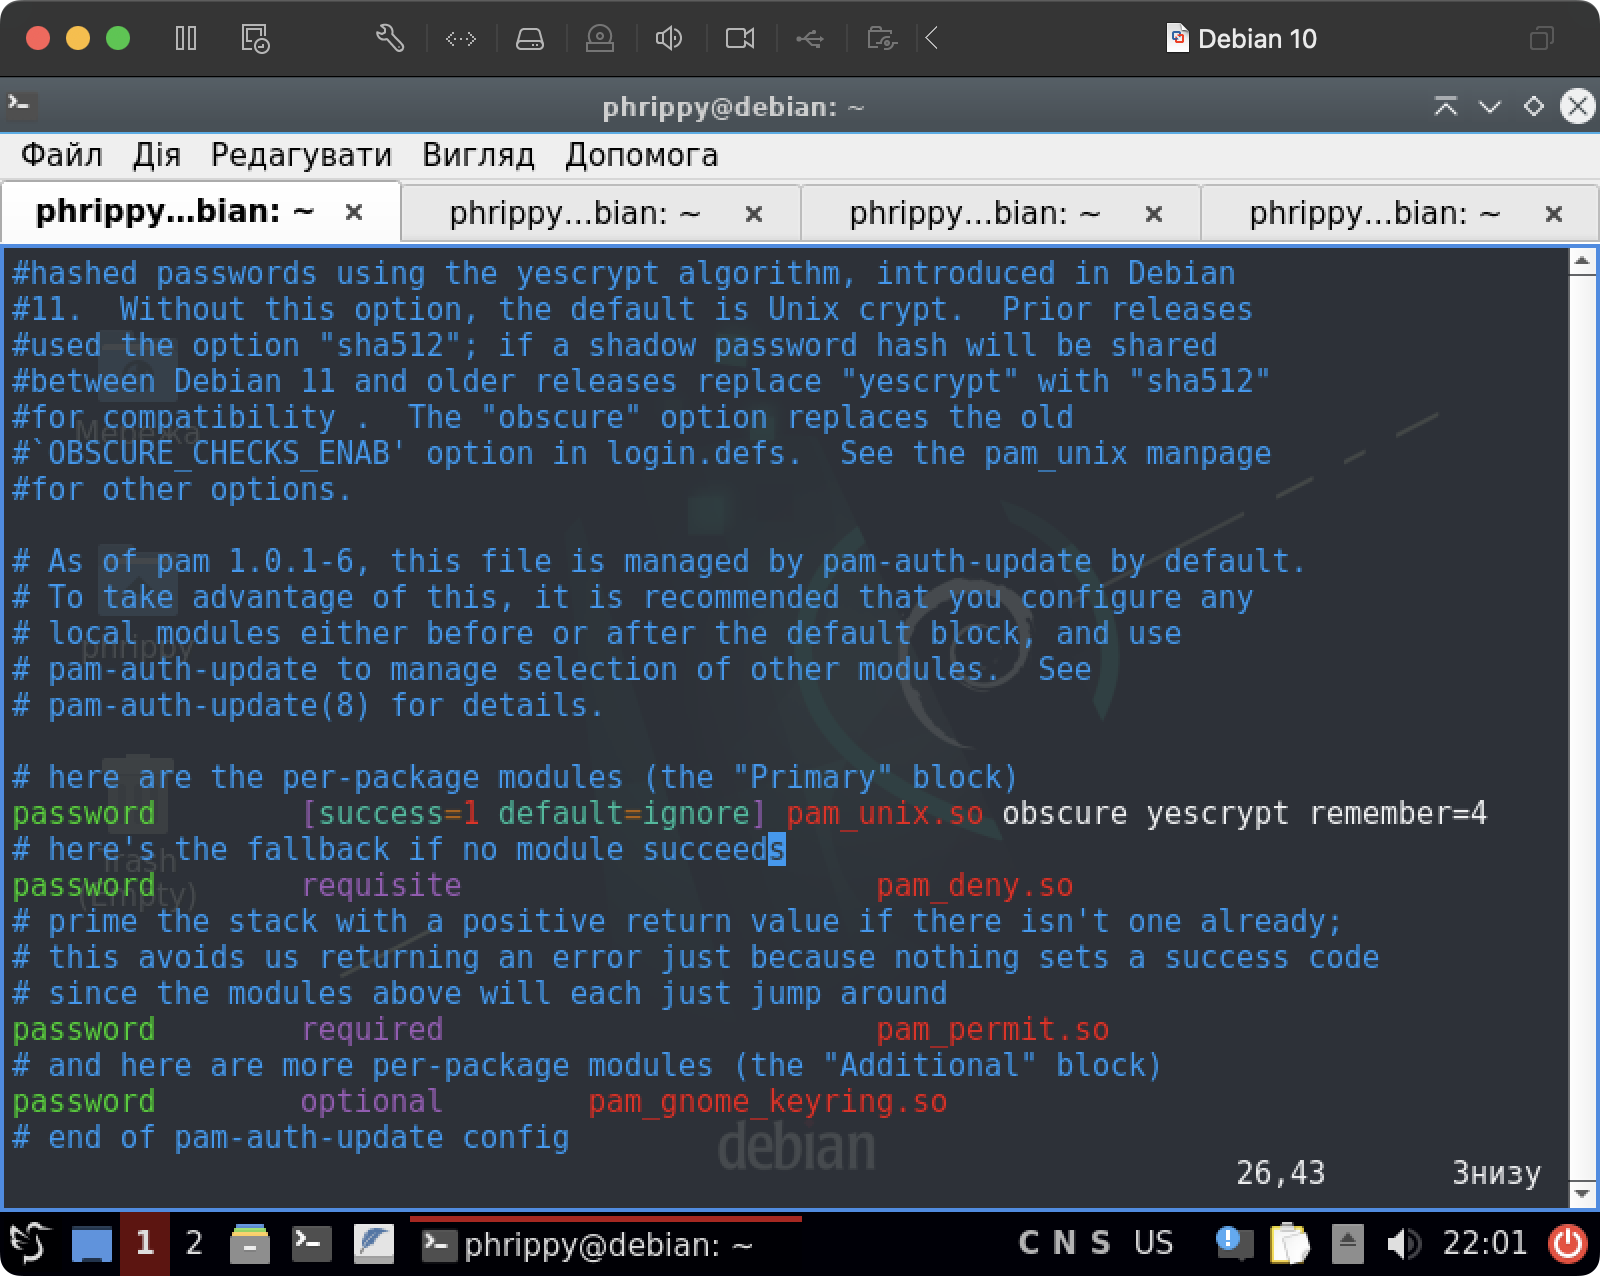 Debian 10
phrippy@debian: ~
Файл Дія Редагувати Вигляд Допомога
phrippy...bian: ~ phrippy...bian: ~ phrippy...bian: ~ phrippy...bian: ~
#hashed passwords using the yescrypt algorithm, introduced in Debian
#11.  Without this option, the default is Unix crypt.  Prior releases
#used the option "sha512"; if a shadow password hash will be shared
#between Debian 11 and older releases replace "yescrypt" with "sha512"
#for compatibility .  The "obscure" option replaces the old
#`OBSCURE_CHECKS_ENAB' option in login.defs.  See the pam_unix manpage
#for other options.
# As of pam 1.0.1-6, this file is managed by pam-auth-update by default.
# To take advantage of this, it is recommended that you configure any
# local modules either before or after the default block, and use
# pam-auth-update to manage selection of other modules.  See
# pam-auth-update(8) for details.
# here are the per-package modules (the "Primary" block)
password        [success=1 default=ignore] pam_unix.so obscure yescrypt remember=4
# here's the fallback if no module succeeds
password        requisite                       pam_deny.so
# prime the stack with a positive return value if there isn't one already;
# this avoids us returning an error just because nothing sets a success code
# since the modules above will each just jump around
password        required                        pam_permit.so
# and here are more per-package modules (the "Additional" block)
password        optional        pam_gnome_keyring.so
# end of pam-auth-update config
26,43 Знизу
Мережа
phrippy
Trash
(Empty)
debian
1 2 phrippy@debian: ~ C N S US 22:01